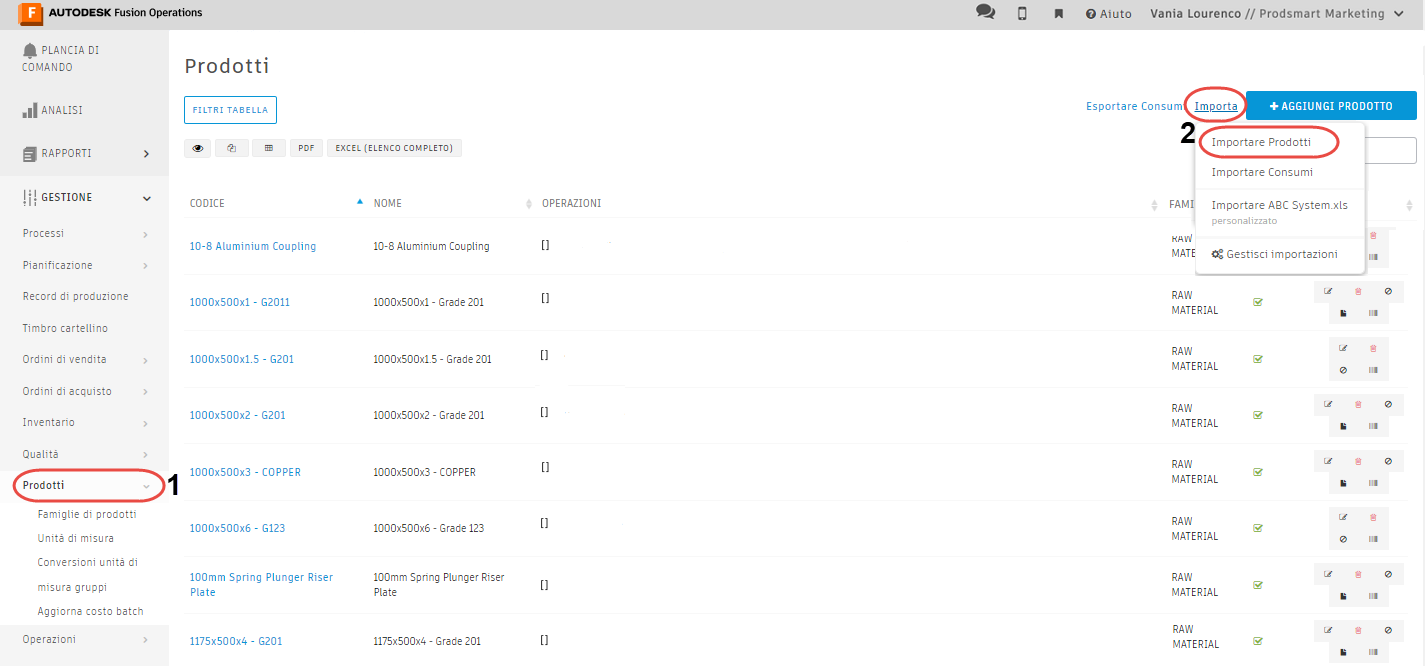 F AUTODESK Fusion Operations
Aiuto
Vania Lourenco // Prodsmart Marketing
PLANCIA DI
COMANDO
ANALISI
RAPPORTI
GESTIONE
Processi
Pianificazione
Record di produzione
Timbro cartellino
Ordini di vendita
Ordini di acquisto
Inventario
Qualità
Prodotti
1
Famiglie di prodotti
Unità di misura
Conversioni unità di
misura gruppi
Aggiorna costo batch
Operazioni
Prodotti
FILTRI TABELLA
Esportare Consum
Importa
+ AGGIUNGI PRODOTTO
2
Importare Prodotti
Importare Consumi
Importare ABC System.xls
personalizzato
Gestisci importazioni
PDF
EXCEL (ELENCO COMPLETO)
CODICE NOME OPERAZIONI FAMI
10-8 Aluminium Coupling 10-8 Aluminium Coupling [] RAW
MATE
1000x500x1 - G2011 1000x500x1 - Grade 201 [] RAW
MATERIAL
1000x500x1.5 - G201 1000x500x1.5 - Grade 201 [] RAW
MATERIAL
1000x500x2 - G201 1000x500x2 - Grade 201 [] RAW
MATERIAL
1000x500x3 - COPPER 1000x500x3 - COPPER [] RAW
MATERIAL
1000x500x6 - G123 1000x500x6 - Grade 123 [] RAW
MATERIAL
100mm Spring Plunger Riser 100mm Spring Plunger Riser [] RAW
Plate Plate MATERIAL
1175x500x4 - G201 1175x500x4 - Grade 201 [] RAW
MATERIAL